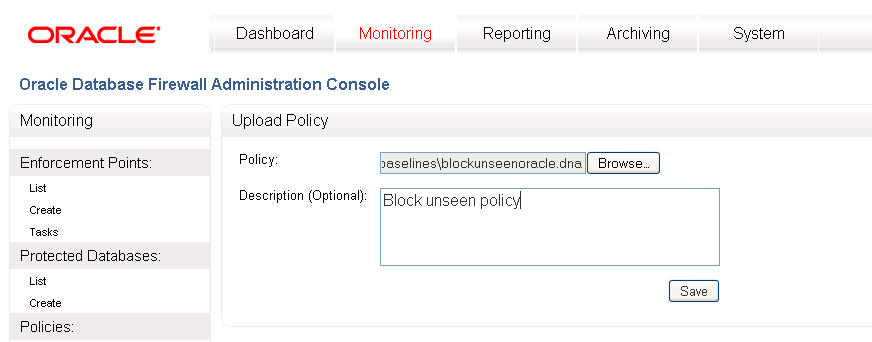 ORACLE Dashboard Monitoring Reporting Archiving System
Oracle Database Firewall Administration Console
Monitoring
Enforcement Points:
List
Create
Tasks
Protected Databases:
List
Create
Policies:
Upload Policy
Policy: baselines\blockunseenoracle.dna Browse...
Description (Optional): Block unseen policy
Save